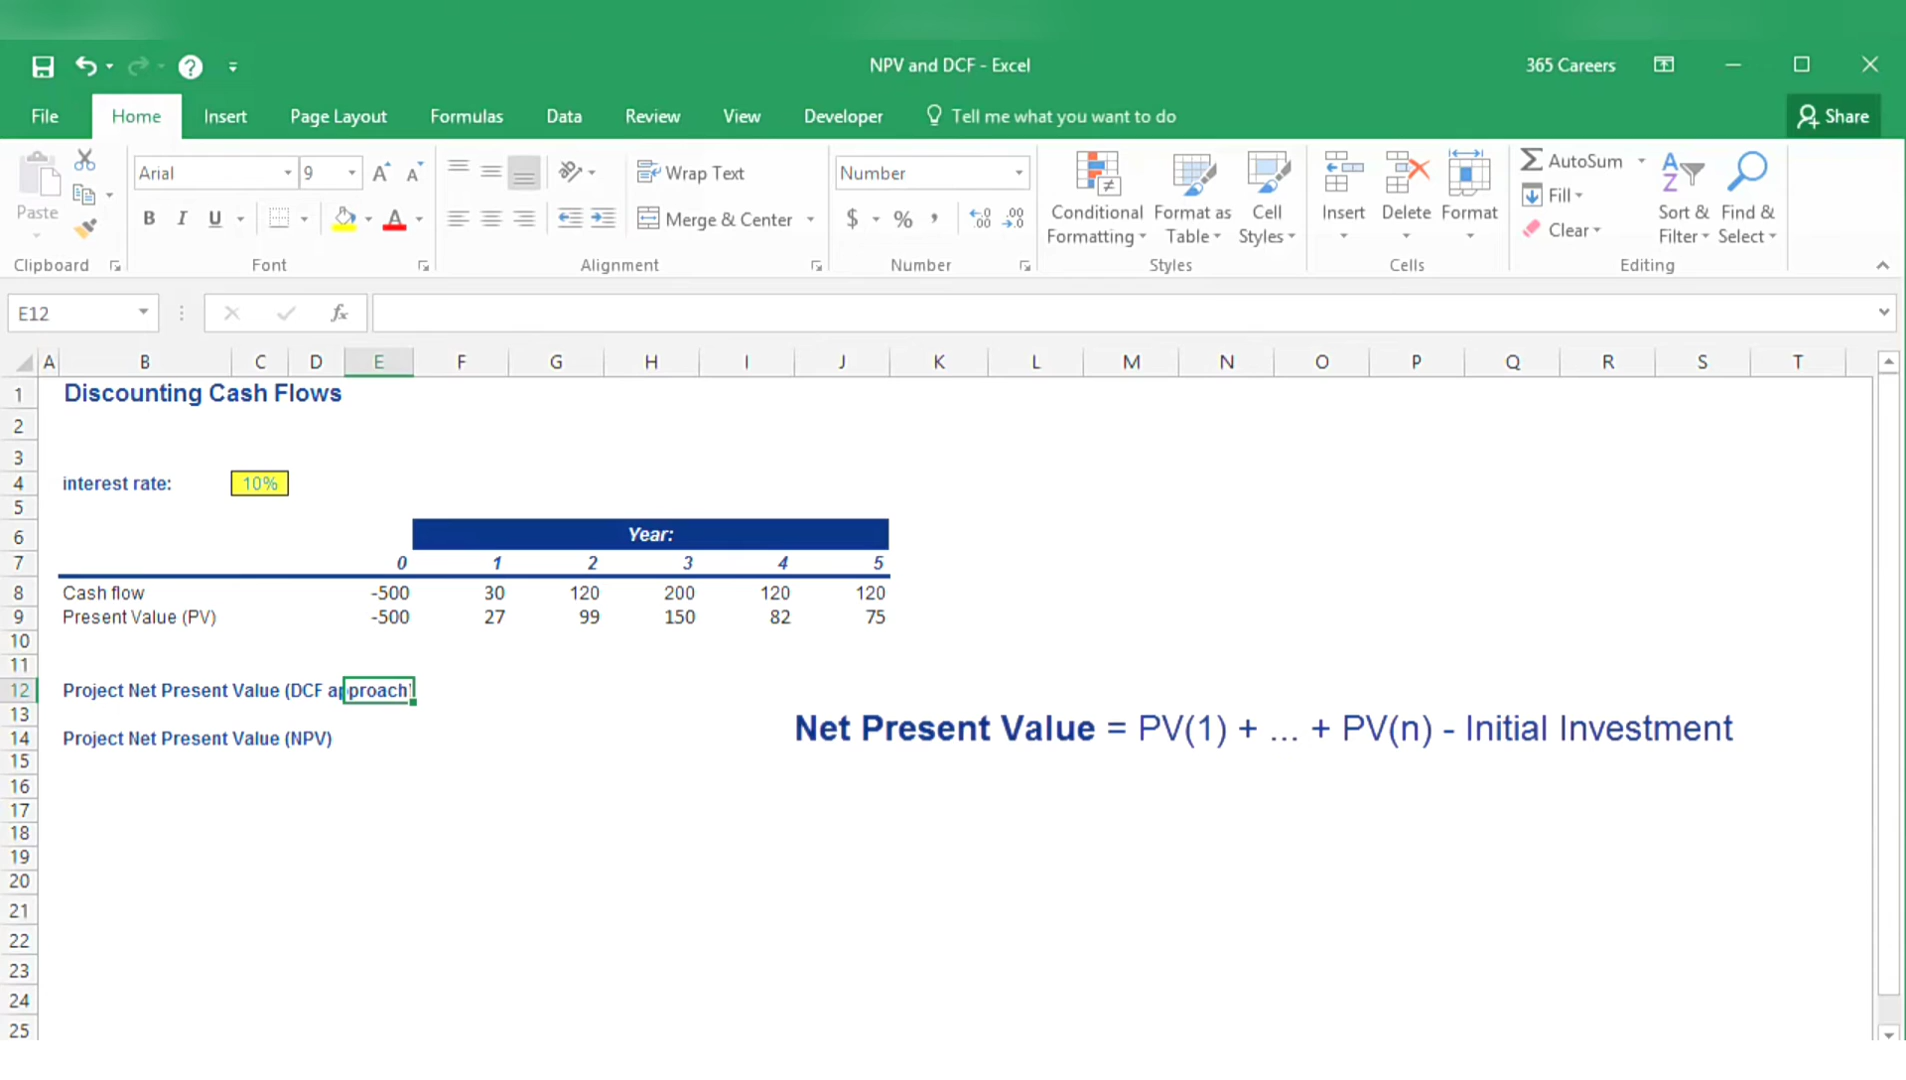 NPV and DCF - Excel
365 Careers
File
Home
Insert
Page Layout
Formulas
Data
Review
View
Developer
Tell me what you want to do
Share
Paste
Arial
9
Wrap Text
Number
Conditional Formatting
Format as Table
Cell Styles
Insert
Delete
Format
AutoSum
Fill
Clear
Sort & Filter
Find & Select
B I U
Merge & Center
$ % ,
Clipboard
Font
Alignment
Number
Styles
Cells
Editing
E12
fx
A B C D E F G H I J K L M N O P Q R S T
1 Discounting Cash Flows
2
3
4 interest rate: 10%
5
6 Year:
7 0 1 2 3 4 5
8 Cash flow -500 30 120 200 120 120
9 Present Value (PV) -500 27 99 150 82 75
10
11
12 Project Net Present Value (DCF approach)
13
Net Present Value = PV(1) + ... + PV(n) - Initial Investment
14 Project Net Present Value (NPV)
15
16
17
18
19
20
21
22
23
24
25